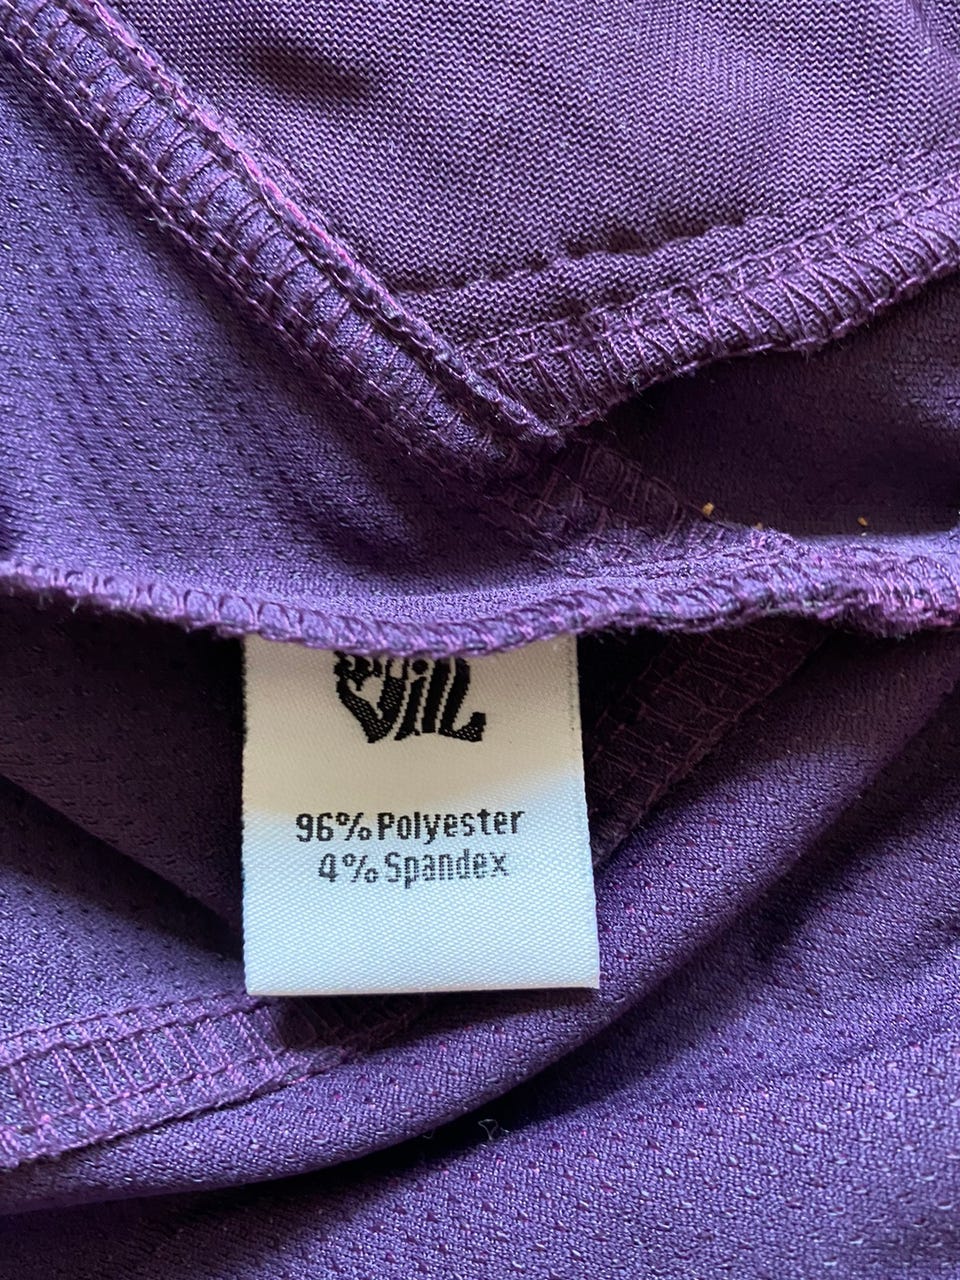 96% Polyester
4% Spandex